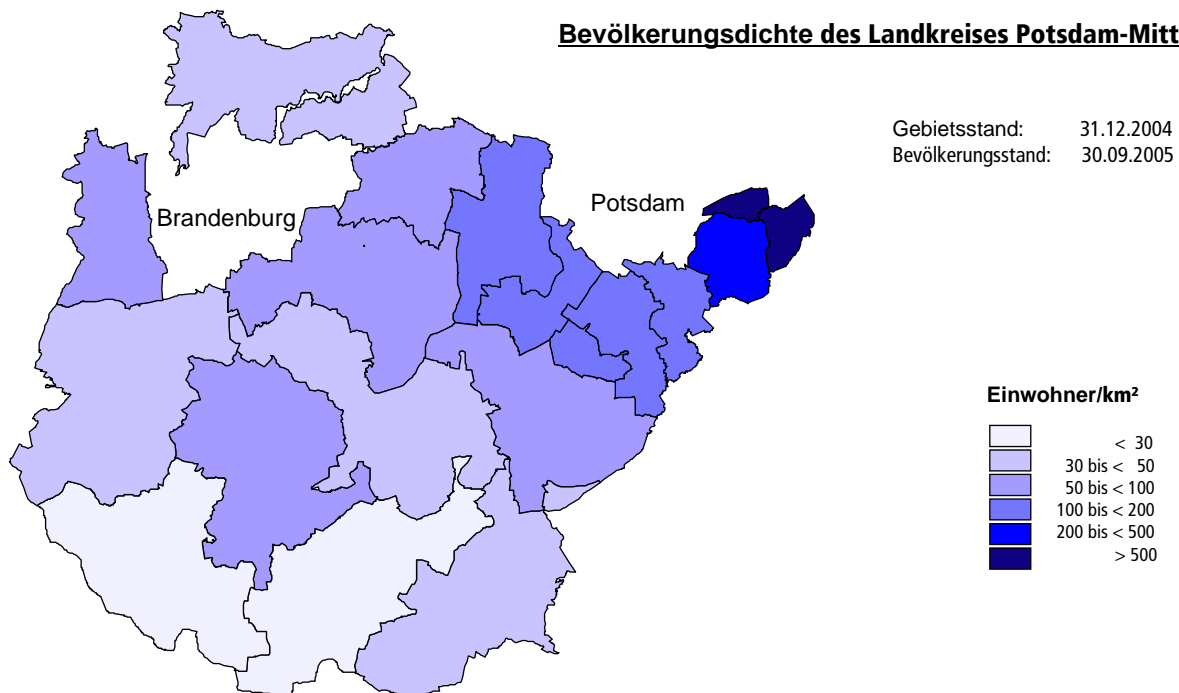 Bevölkerungsdichte des Landkreises Potsdam-Mitt
Gebietsstand: 31.12.2004
Bevölkerungsstand: 30.09.2005
Potsdam
Brandenburg
Einwohner/km²
< 30
30 bis < 50
50 bis < 100
100 bis < 200
200 bis < 500
> 500